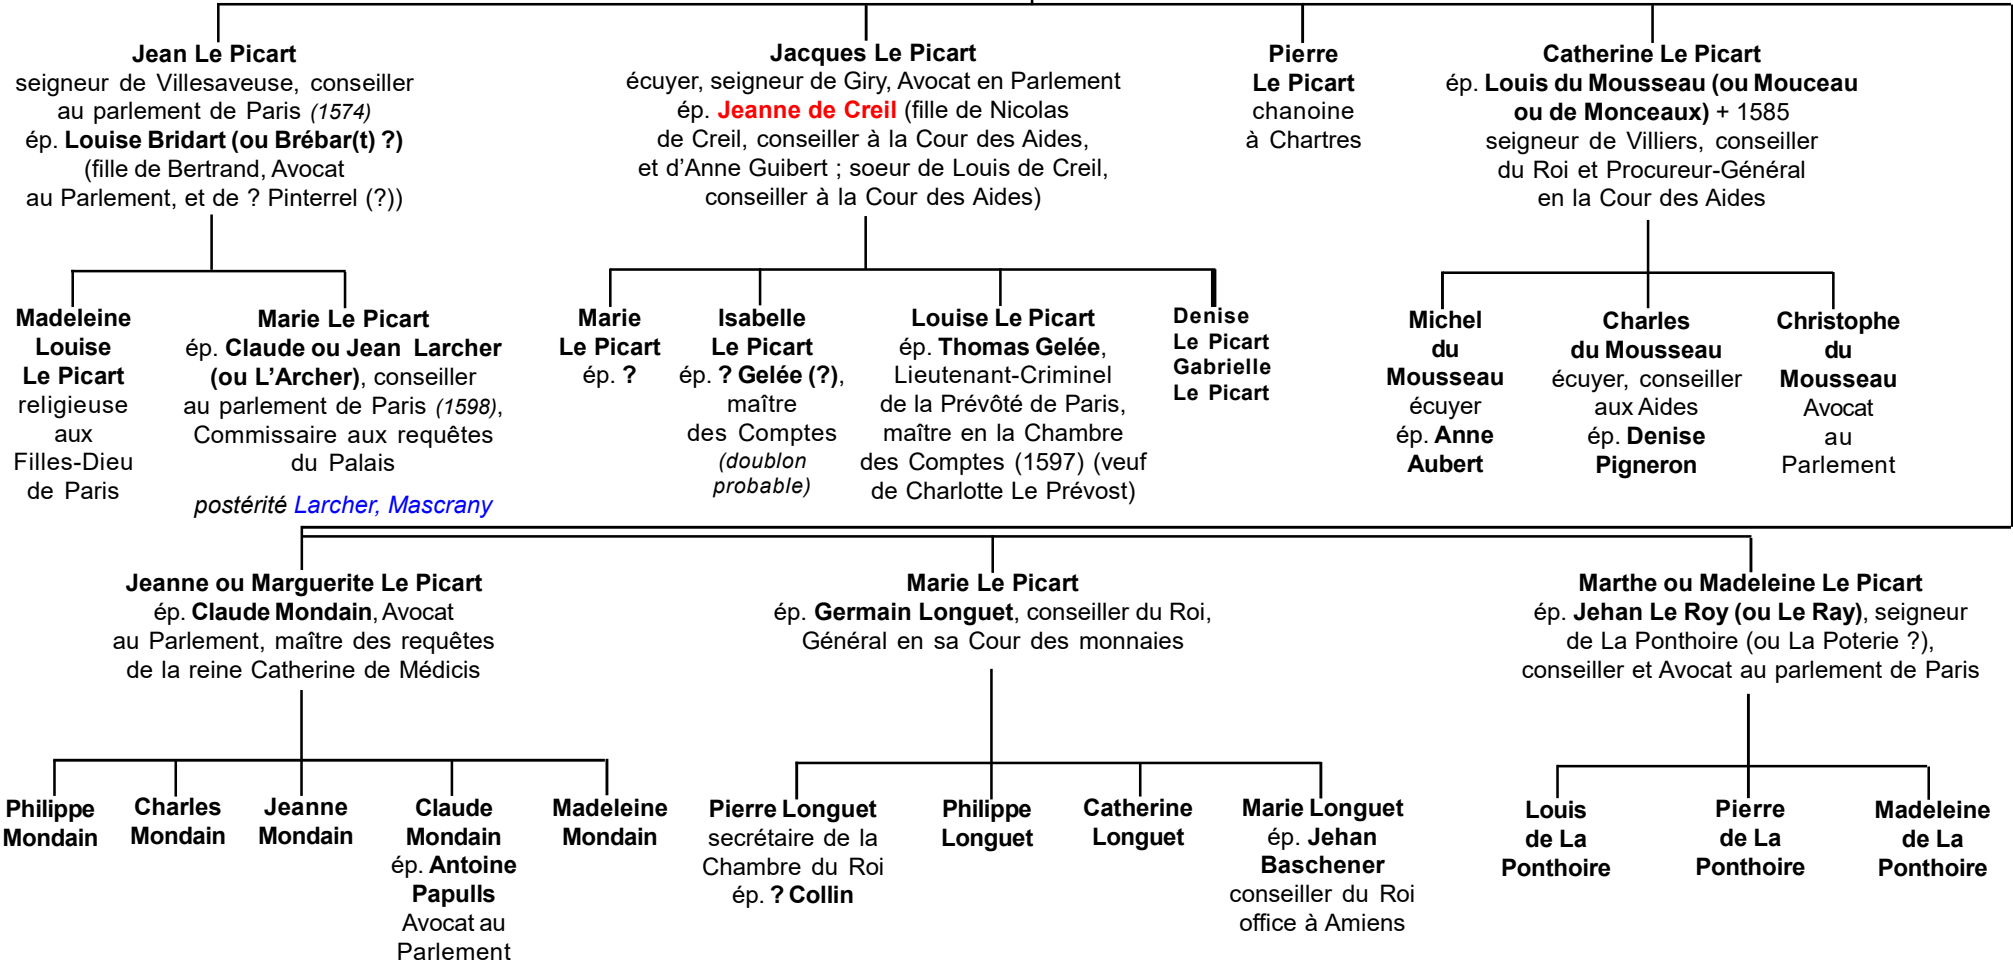 Jean Le Picart
seigneur de Villesaveuse, conseiller
au parlement de Paris (1574)
ép. Louise Bridart (ou Brébar(t) ?)
(fille de Bertrand, Avocat
au Parlement, et de ? Pinterrel (?))
Jacques Le Picart
écuyer, seigneur de Giry, Avocat en Parlement
ép. Jeanne de Creil (fille de Nicolas
de Creil, conseiller à la Cour des Aides,
et d'Anne Guibert ; soeur de Louis de Creil,
conseiller à la Cour des Aides)
Pierre
Le Picart
chanoine
à Chartres
Catherine Le Picart
ép. Louis du Mousseau (ou Mouceau
ou de Monceaux) + 1585
seigneur de Villiers, conseiller
du Roi et Procureur-Général
en la Cour des Aides
Madeleine
Louise
Le Picart
religieuse
aux
Filles-Dieu
de Paris
Marie Le Picart
ép. Claude ou Jean Larcher
(ou L'Archer), conseiller
au parlement de Paris (1598),
Commissaire aux requêtes
du Palais
postérité Larcher, Mascrany
Marie
Le Picart
ép. ?
Isabelle
Le Picart
ép. ? Gelée (?),
maître
des Comptes
(doublon
probable)
Louise Le Picart
ép. Thomas Gelée,
Lieutenant-Criminel
de la Prévôté de Paris,
maître en la Chambre
des Comptes (1597) (veuf
de Charlotte Le Prévost)
Denise
Le Picart
Gabrielle
Le Picart
Michel
du
Mousseau
écuyer
ép. Anne
Aubert
Charles
du Mousseau
écuyer, conseiller
aux Aides
ép. Denise
Pigneron
Christophe
du
Mousseau
Avocat
au
Parlement
Jeanne ou Marguerite Le Picart
ép. Claude Mondain, Avocat
au Parlement, maître des requêtes
de la reine Catherine de Médicis
Marie Le Picart
ép. Germain Longuet, conseiller du Roi,
Général en sa Cour des monnaies
Marthe ou Madeleine Le Picart
ép. Jehan Le Roy (ou Le Ray), seigneur
de La Ponthoire (ou La Poterie ?),
conseiller et Avocat au parlement de Paris
Philippe
Mondain
Charles
Mondain
Jeanne
Mondain
Claude
Mondain
ép. Antoine
Papulls
Avocat au
Parlement
Madeleine
Mondain
Pierre Longuet
secrétaire de la
Chambre du Roi
ép. ? Collin
Philippe
Longuet
Catherine
Longuet
Marie Longuet
ép. Jehan
Baschener
conseiller du Roi
office à Amiens
Louis
de La
Ponthoire
Pierre
de La
Ponthoire
Madeleine
de La
Ponthoire